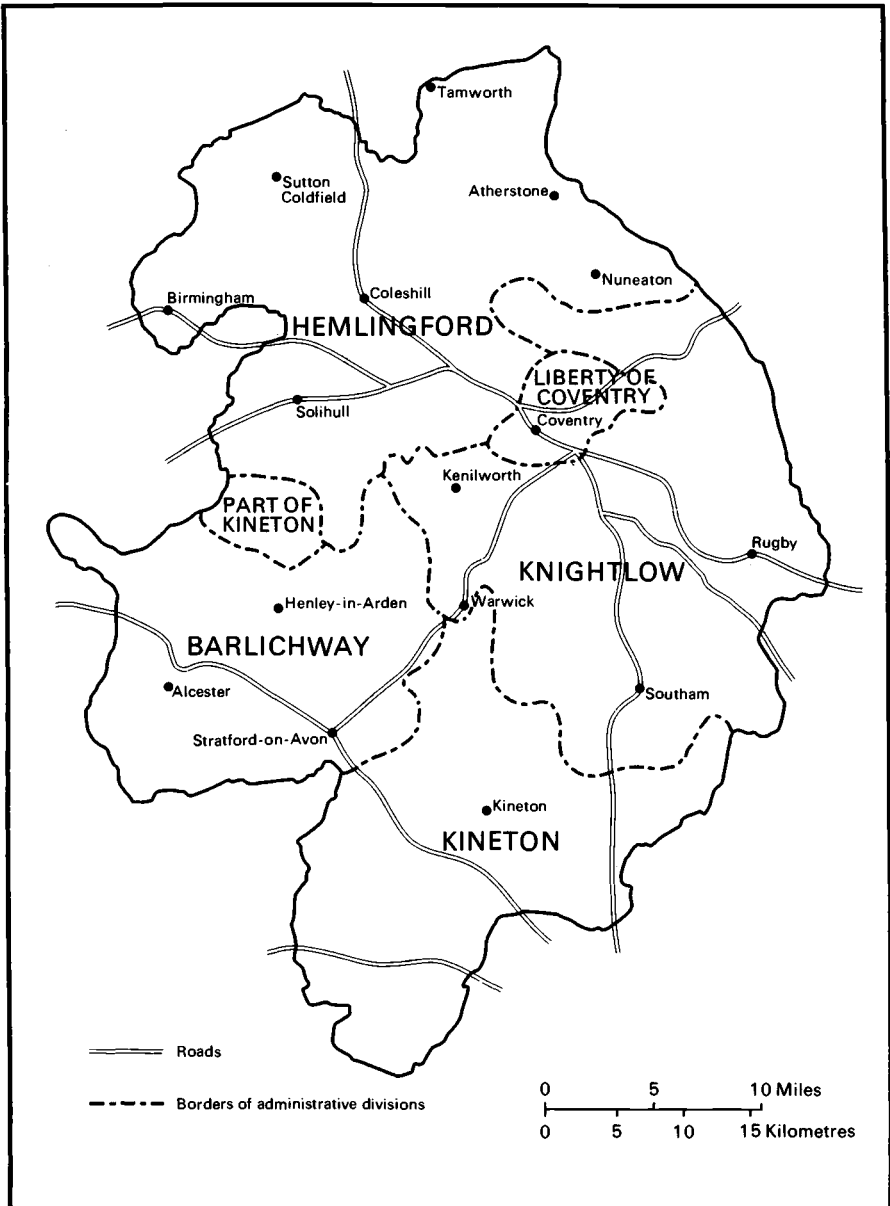 Tamworth
Sutton
Coldfield
Atherstone
Nuneaton
Birmingham
Coleshill
HEMLINGFORD
LIBERTY OF
COVENTRY
Solihull
Coventry
Kenilworth
PART OF
KINETON
Rugby
KNIGHTLOW
Henley-in-Arden
Warwick
BARLICHWAY
Alcester
Southam
Stratford-on-Avon
Kineton
KINETON
Roads
Borders of administrative divisions
0 5 10 Miles
0 5 10 15 Kilometres